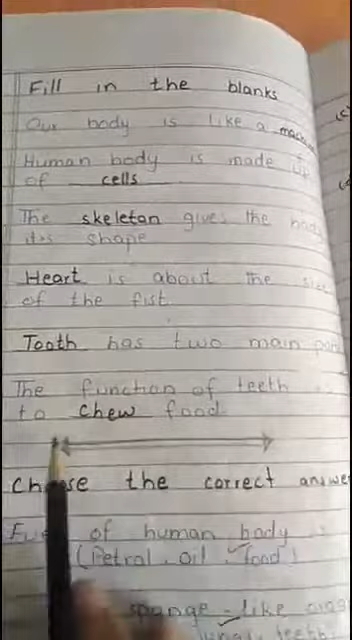 Fill in the blanks
Our body is like a machine
Human body is made up
of cells
The skeleton gives the body
its shape
Heart is about the size
of the fist
Tooth has two main parts
The function of teeth
to chew food
Choose the correct answer
of human body
(Petrol, oil, food)
sponge-like
teeth